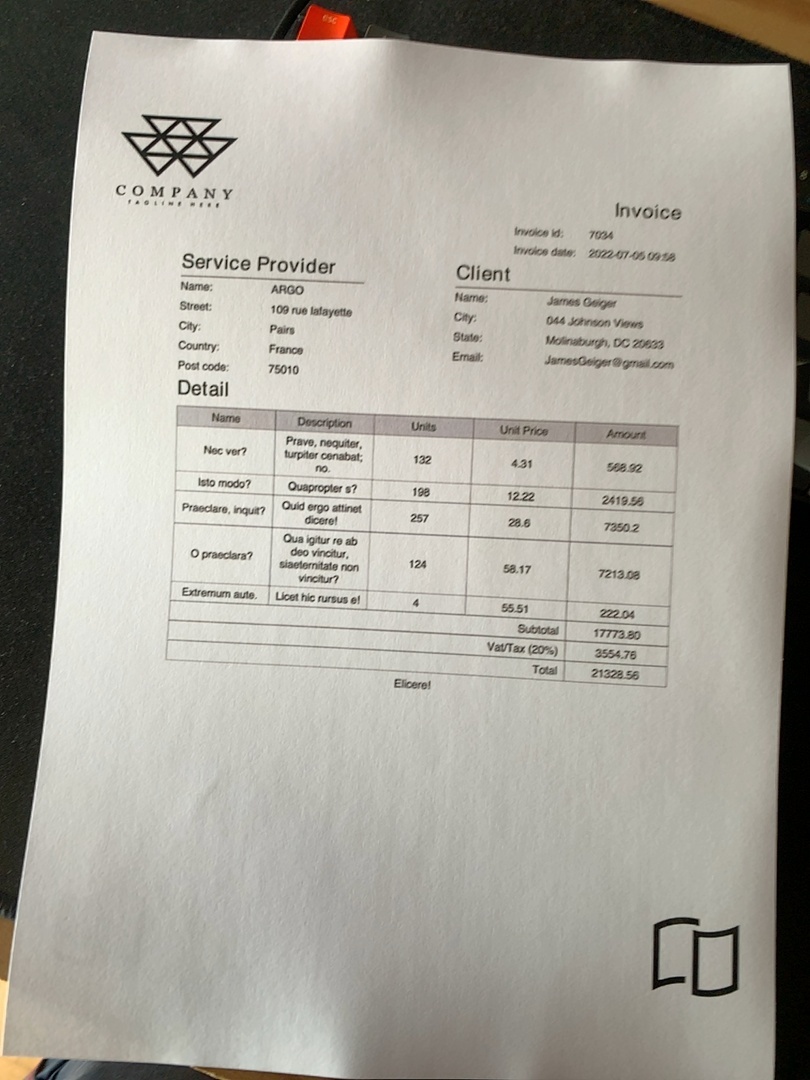 esc
COMPANY
TAGLINE HERE
Invoice
Invoice id: 7034
Invoice date: 2022-07-05 09:58
Service Provider
Name: ARGO
Street: 109 rue lafayette
City: Pairs
Country: France
Post code: 75010
Client
Name: James Geiger
City: 044 Johnson Views
State: Molinaburgh, DC 20633
Email: JamesGeiger@gmail.com
Detail
Name Description Units Unit Price Amount
Nec ver? Prave, nequiter, 132 4.31 568.92
turpiter cenabat;
no.
Isto modo? Quapropter s? 198 12.22 2419.56
Praeclare, inquit? Quid ergo attinet 257 28.6 7350.2
dicere!
O praeclara? Qua igitur re ab 124 58.17 7213.08
deo vincitur,
siaeternitate non
vincitur?
Extremum aute. Licet hic rursus e! 4 55.51 222.04
Subtotal 17773.80
Vat/Tax (20%) 3554.76
Total 21328.56
Elicere!